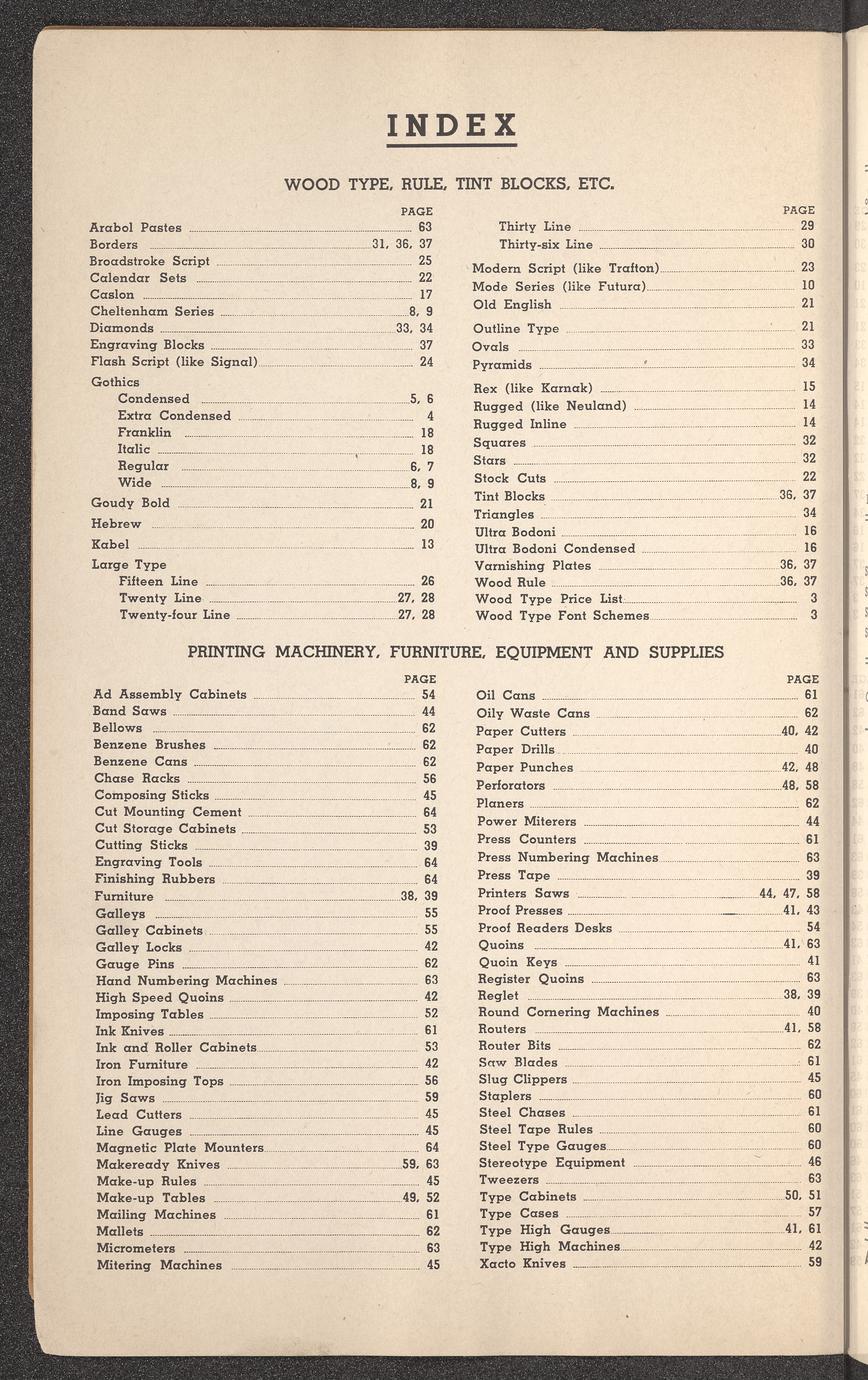 INDEX
WOOD TYPE, RULE, TINT BLOCKS, ETC.
PAGE
Arabol Pastes 63
Borders 31, 36, 37
Broadstroke Script 25
Calendar Sets 22
Caslon 17
Cheltenham Series 8, 9
Diamonds 33, 34
Engraving Blocks 37
Flash Script (like Signal) 24
Gothics
Condensed 5, 6
Extra Condensed 4
Franklin 18
Italic 18
Regular 6, 7
Wide 8, 9
Goudy Bold 21
Hebrew 20
Kabel 13
Large Type
Fifteen Line 26
Twenty Line 27, 28
Twenty-four Line 27, 28
PAGE
Thirty Line 29
Thirty-six Line 30
Modern Script (like Trafton) 23
Mode Series (like Futura) 10
Old English 21
Outline Type 21
Ovals 33
Pyramids 34
Rex (like Karnak) 15
Rugged (like Neuland) 14
Rugged Inline 14
Squares 32
Stars 32
Stock Cuts 22
Tint Blocks 36, 37
Triangles 34
Ultra Bodoni 16
Ultra Bodoni Condensed 16
Varnishing Plates 36, 37
Wood Rule 36, 37
Wood Type Price List 3
Wood Type Font Schemes 3
PRINTING MACHINERY, FURNITURE, EQUIPMENT AND SUPPLIES
PAGE
Ad Assembly Cabinets 54
Band Saws 44
Bellows 62
Benzene Brushes 62
Benzene Cans 62
Chase Racks 56
Composing Sticks 45
Cut Mounting Cement 64
Cut Storage Cabinets 53
Cutting Sticks 39
Engraving Tools 64
Finishing Rubbers 64
Furniture 38, 39
Galleys 55
Galley Cabinets 55
Galley Locks 42
Gauge Pins 62
Hand Numbering Machines 63
High Speed Quoins 42
Imposing Tables 52
Ink Knives 61
Ink and Roller Cabinets 53
Iron Furniture 42
Iron Imposing Tops 56
Jig Saws 59
Lead Cutters 45
Line Gauges 45
Magnetic Plate Mounters 64
Makeready Knives 59, 63
Make-up Rules 45
Make-up Tables 49, 52
Mailing Machines 61
Mallets 62
Micrometers 63
Mitering Machines 45
PAGE
Oil Cans 61
Oily Waste Cans 62
Paper Cutters 40, 42
Paper Drills 40
Paper Punches 42, 48
Perforators 48, 58
Planers 62
Power Miterers 44
Press Counters 61
Press Numbering Machines 63
Press Tape 39
Printers Saws 44, 47, 58
Proof Presses 41, 43
Proof Readers Desks 54
Quoins 41, 63
Quoin Keys 41
Register Quoins 63
Reglet 38, 39
Round Cornering Machines 40
Routers 41, 58
Router Bits 62
Saw Blades 61
Slug Clippers 45
Staplers 60
Steel Chases 61
Steel Tape Rules 60
Steel Type Gauges 60
Stereotype Equipment 46
Tweezers 63
Type Cabinets 50, 51
Type Cases 57
Type High Gauges 41, 61
Type High Machines 42
Xacto Knives 59